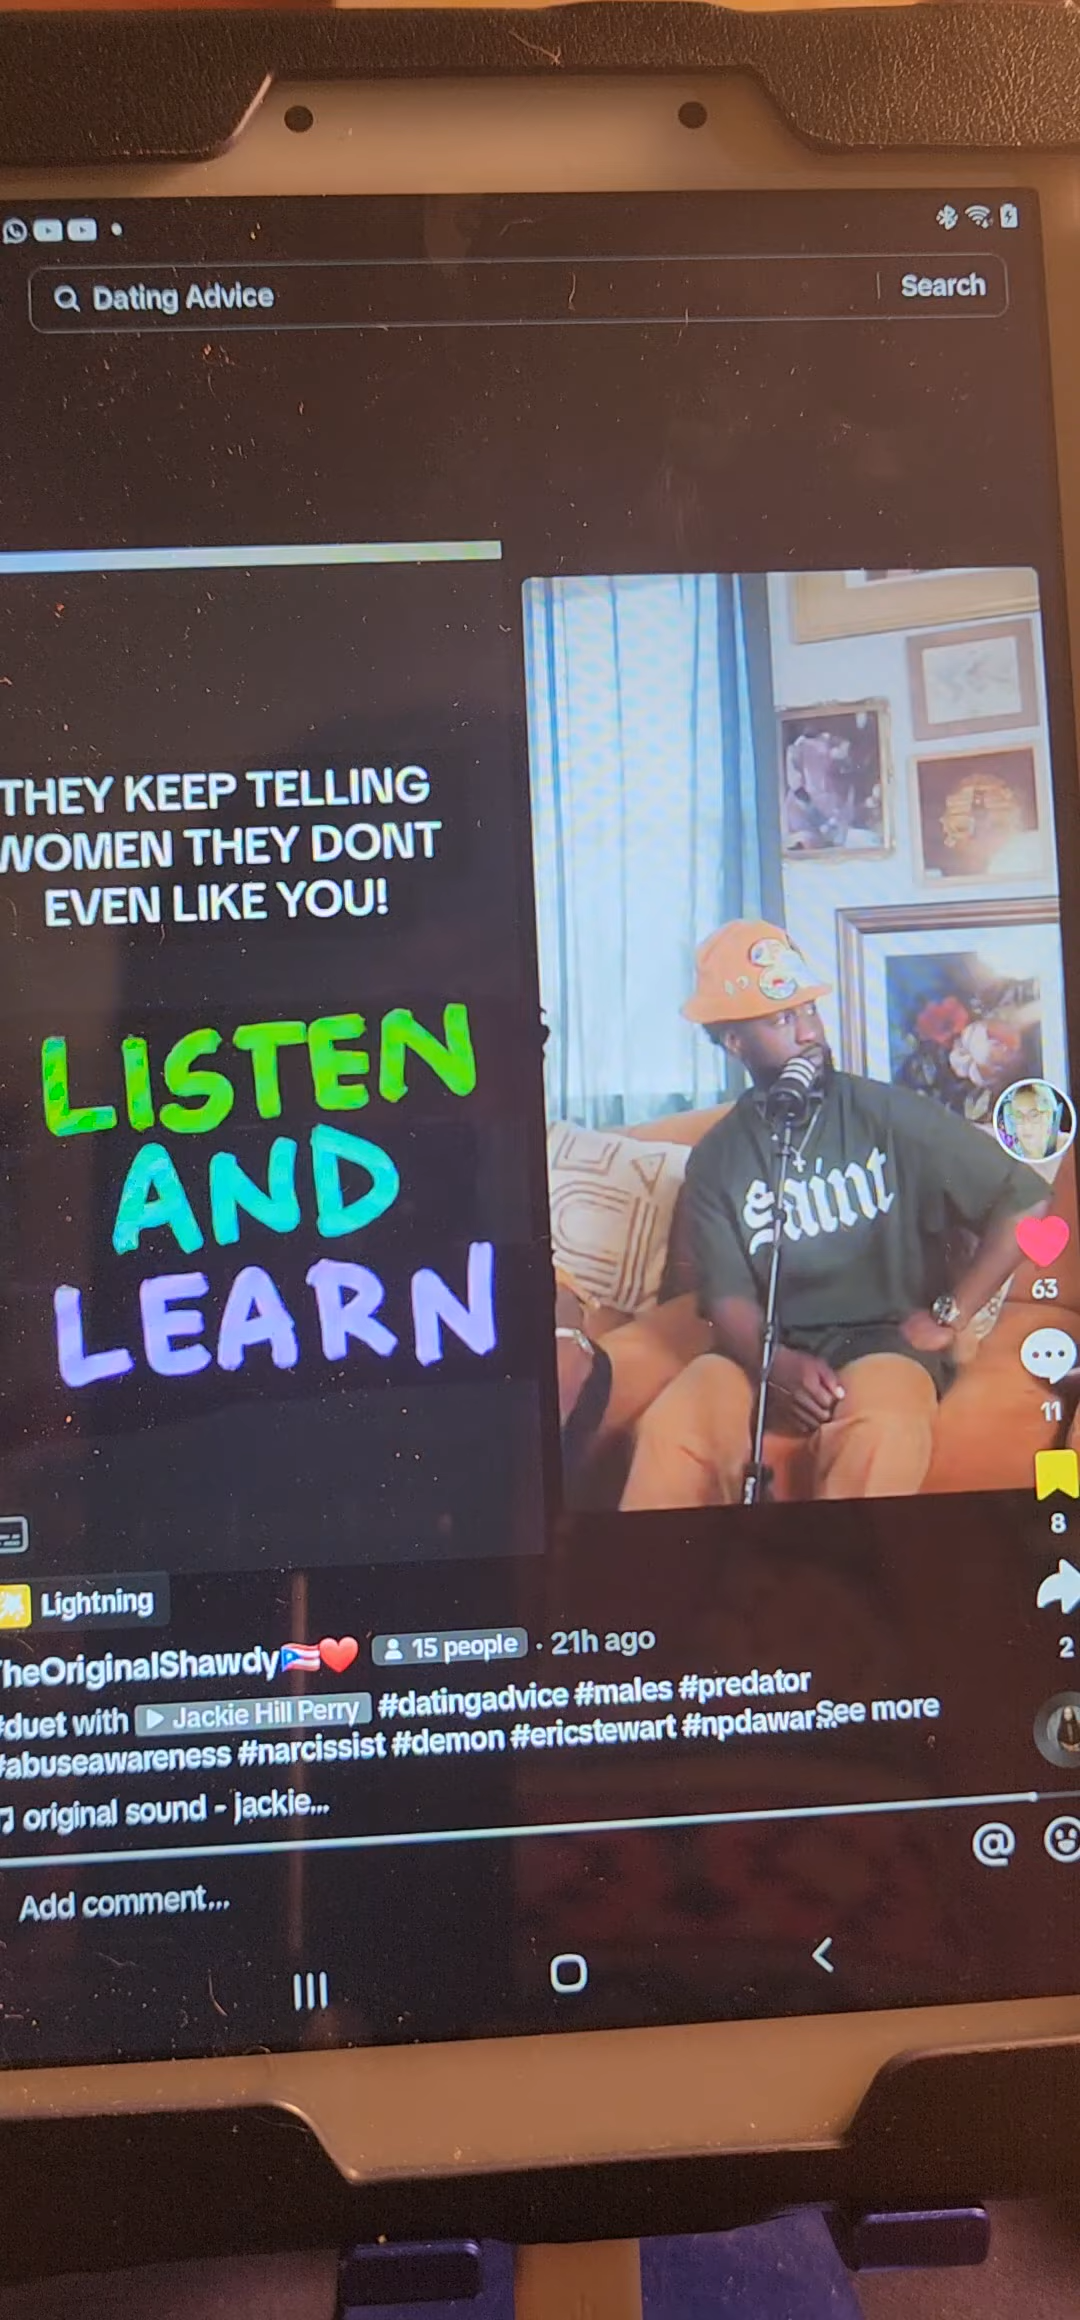 Dating Advice
Search
THEY KEEP TELLING
WOMEN THEY DONT
EVEN LIKE YOU!
LISTEN
AND
LEARN
saint
63
11
8
2
Lightning
TheOriginalShawdy🇵🇷❤️ 15 people · 21h ago
#duet with Jackie Hill Perry #datingadvice #males #predator
#abuseawareness #narcissist #demon #ericstewart #npdawar...See more
original sound - jackie...
Add comment...
@